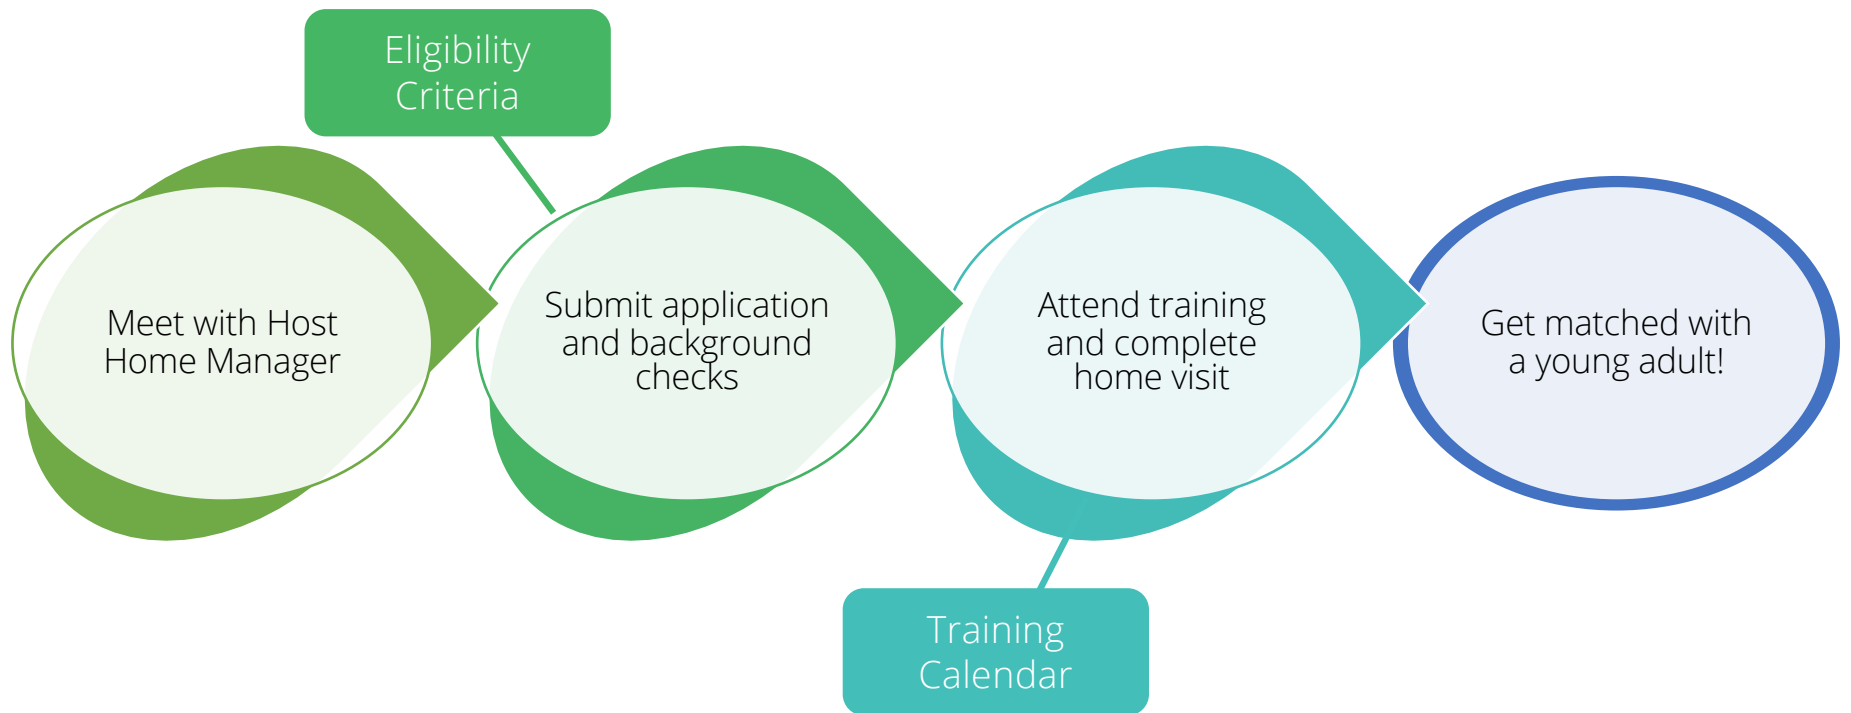 Eligibility
Criteria
Meet with Host
Home Manager
Submit application
and background
checks
Attend training
and complete
home visit
Get matched with
a young adult!
Training
Calendar